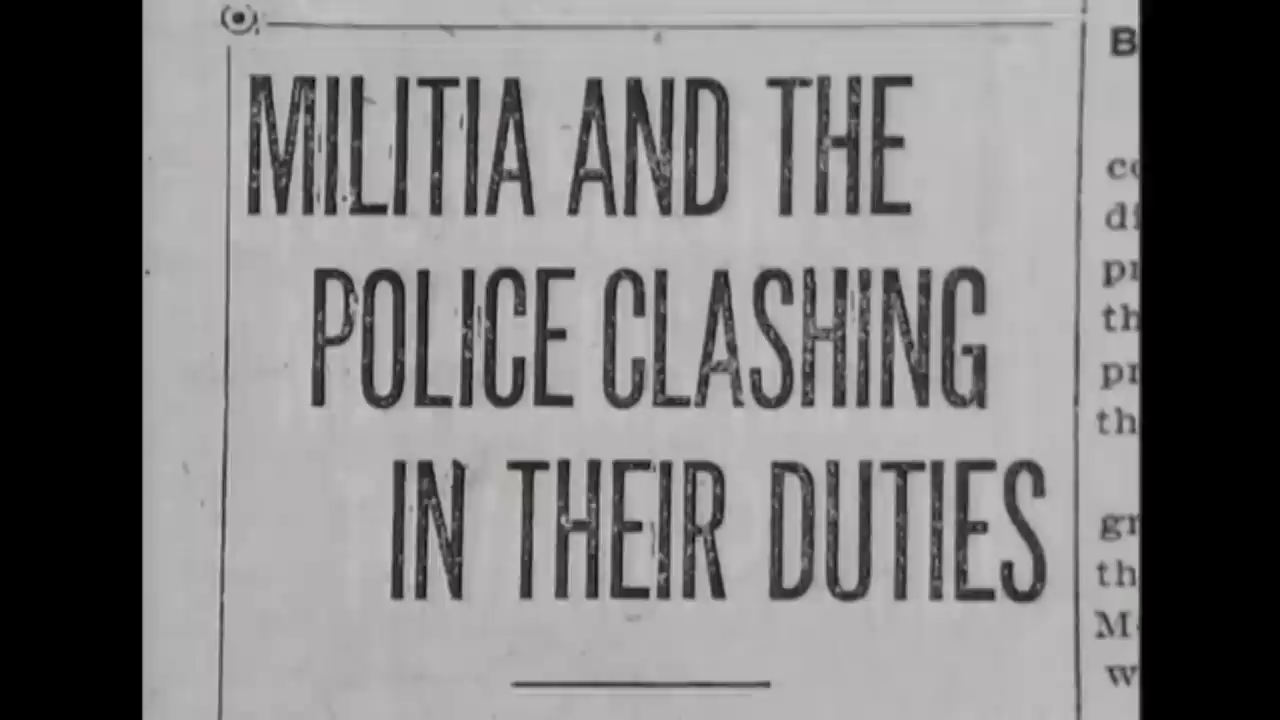 MILITIA AND THE
POLICE CLASHING
IN THEIR DUTIES